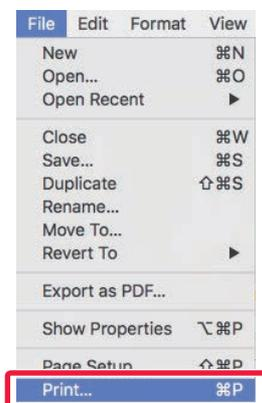 File Edit Format View
New ⌘N
Open... ⌘O
Open Recent ▶
Close ⌘W
Save... ⌘S
Duplicate ⇧⌘S
Rename...
Move To...
Revert To ▶
Export as PDF...
Show Properties ⌥⌘P
Page Setup ⇧⌘P
Print... ⌘P